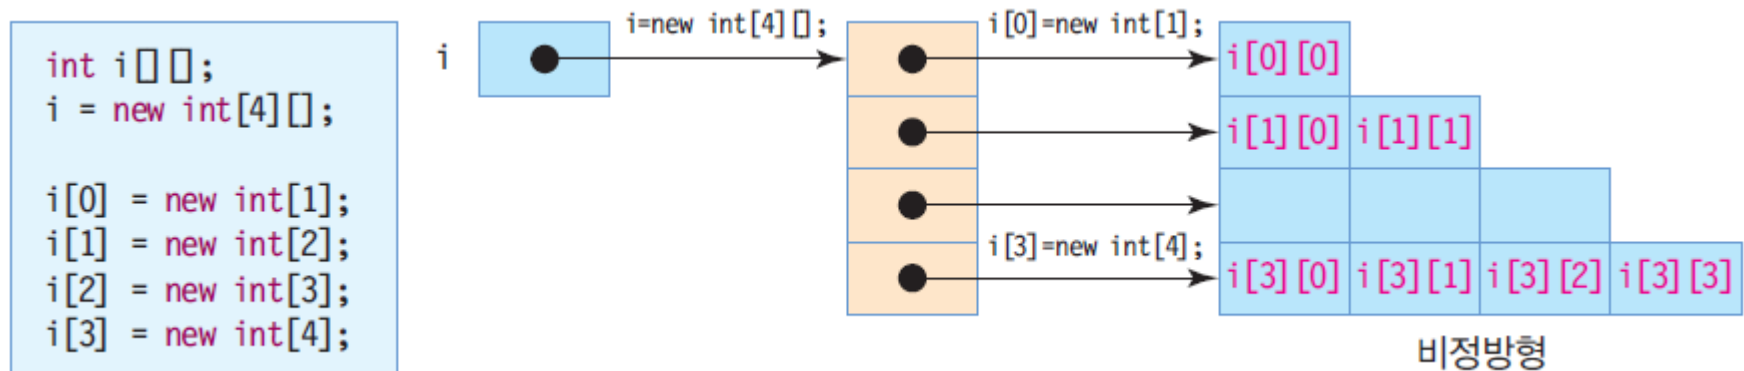 int i[][];
i = new int[4][];
i[0] = new int[1];
i[1] = new int[2];
i[2] = new int[3];
i[3] = new int[4];
i
i=new int[4][];
i[0]=new int[1];
i[3]=new int[4];
i[0][0]
i[1][0] i[1][1]
i[3][0] i[3][1] i[3][2] i[3][3]
비정방형